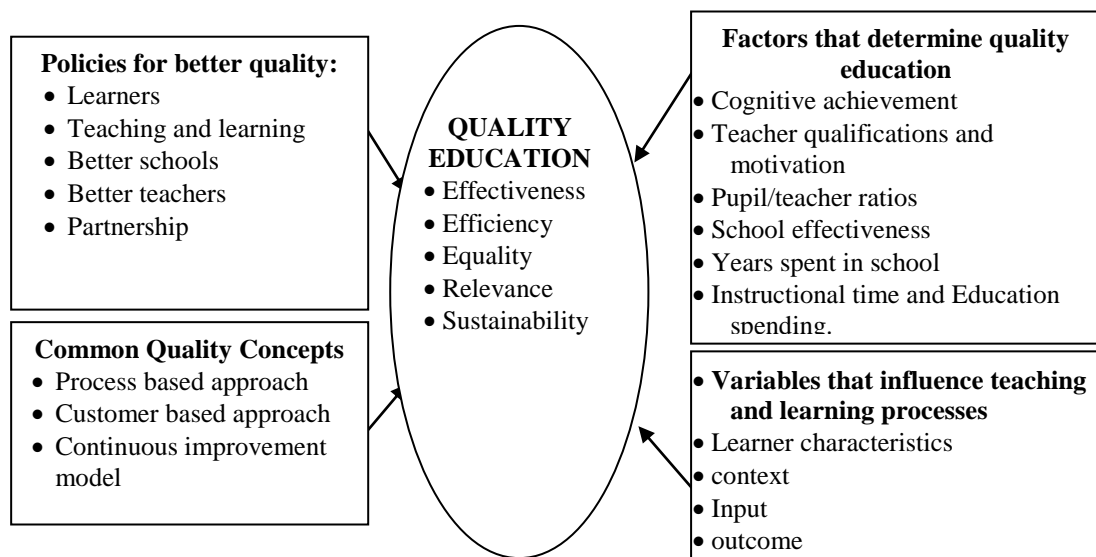 Policies for better quality:
• Learners
• Teaching and learning
• Better schools
• Better teachers
• Partnership
Common Quality Concepts
• Process based approach
• Customer based approach
• Continuous improvement
model
QUALITY
EDUCATION
• Effectiveness
• Efficiency
• Equality
• Relevance
• Sustainability
Factors that determine quality
education
• Cognitive achievement
• Teacher qualifications and
motivation
• Pupil/teacher ratios
• School effectiveness
• Years spent in school
• Instructional time and Education
spending.
• Variables that influence teaching
and learning processes
• Learner characteristics
• context
• Input
• outcome